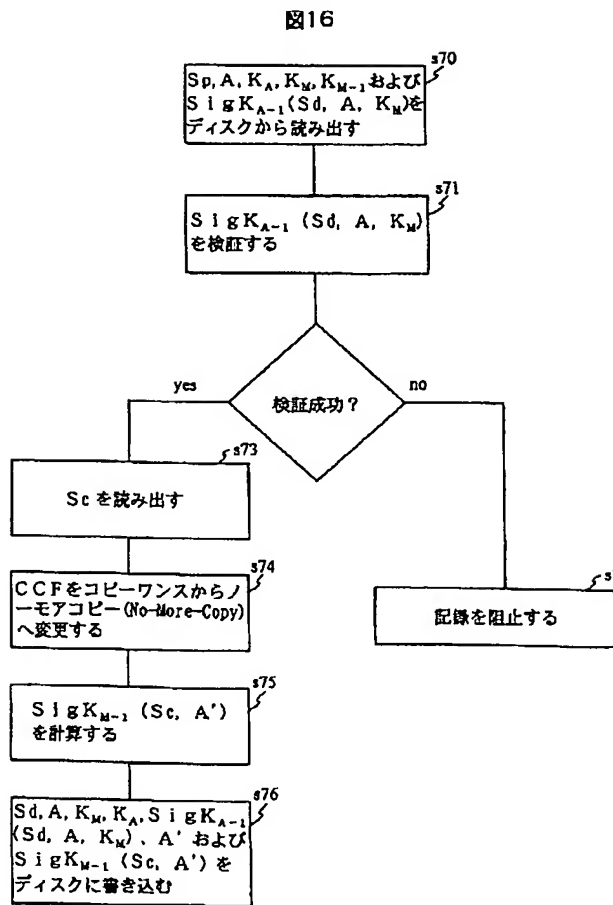 図16
s70
Sp, A, K_A, K_M, K_M-1および
SigK_A-1(Sd, A, K_M)を
ディスクから読み出す
s71
SigK_A-1 (Sd, A, K_M)
を検証する
検証成功？
yes
no
s73
Scを読み出す
s74
CCFをコピーワンスからノ
ーモアコピー(No-More-Copy)
へ変更する
記録を阻止する
s75
SigK_M-1 (Sc, A')
を計算する
s76
Sd, A, K_M, K_A, SigK_A-1
(Sd, A, K_M)、A'および
SigK_M-1 (Sc, A')を
ディスクに書き込む